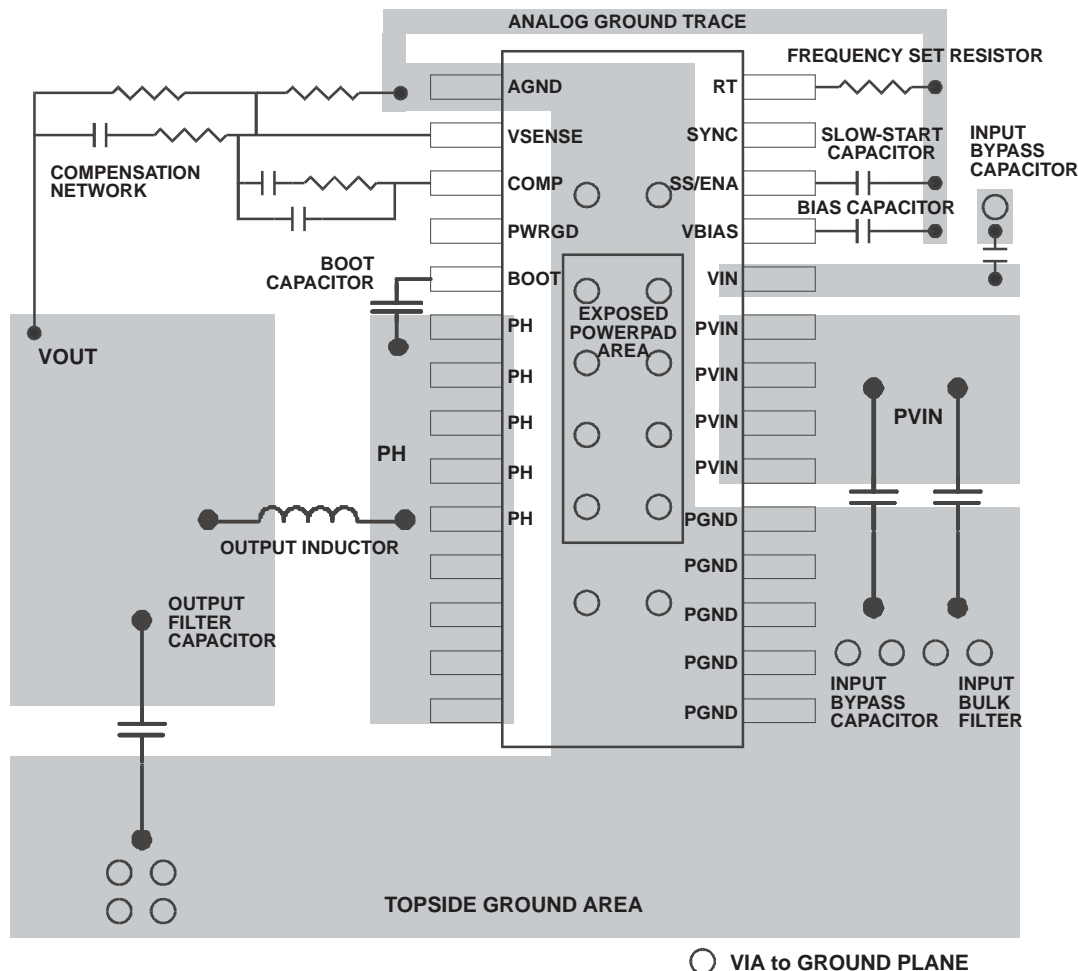 ANALOG GROUND TRACE
FREQUENCY SET RESISTOR
AGND
RT
VSENSE
SYNC
SLOW-START
CAPACITOR
INPUT
BYPASS
CAPACITOR
COMPENSATION
NETWORK
COMP
SS/ENA
BIAS CAPACITOR
PWRGD
VBIAS
BOOT
CAPACITOR
BOOT
VIN
EXPOSED
POWERPAD
AREA
PH
PVIN
VOUT
PH
PVIN
PH
PVIN
PVIN
PH
PH
PVIN
PH
PGND
OUTPUT INDUCTOR
PGND
OUTPUT
FILTER
CAPACITOR
PGND
PGND
INPUT
BYPASS
CAPACITOR
INPUT
BULK
FILTER
PGND
TOPSIDE GROUND AREA
VIA to GROUND PLANE